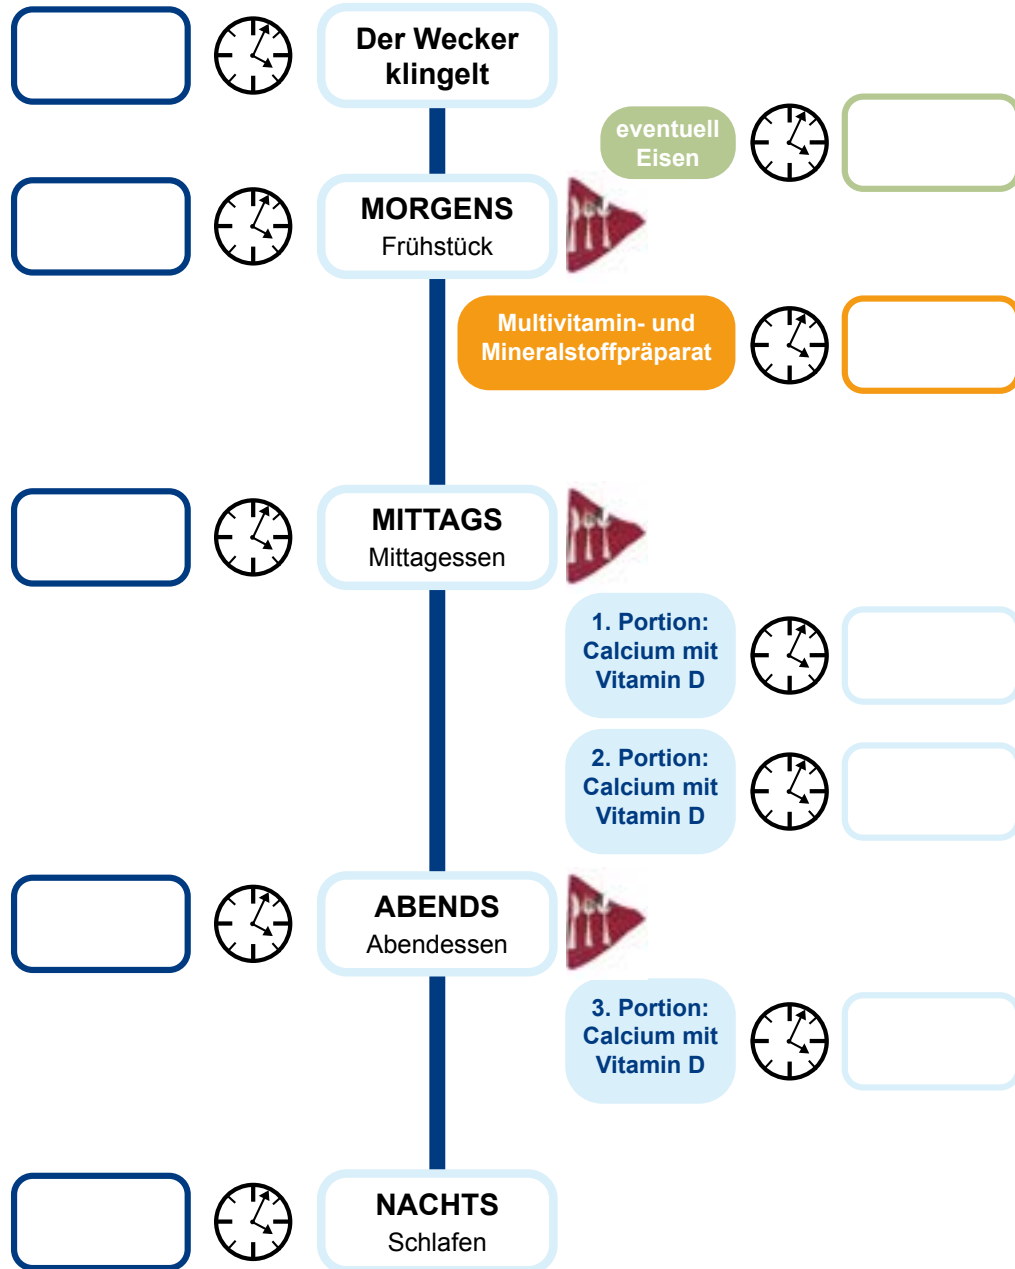 Der Wecker
klingelt
eventuell
Eisen
MORGENS
Frühstück
Multivitamin- und
Mineralstoffpräparat
MITTAGS
Mittagessen
1. Portion:
Calcium mit
Vitamin D
2. Portion:
Calcium mit
Vitamin D
ABENDS
Abendessen
3. Portion:
Calcium mit
Vitamin D
NACHTS
Schlafen